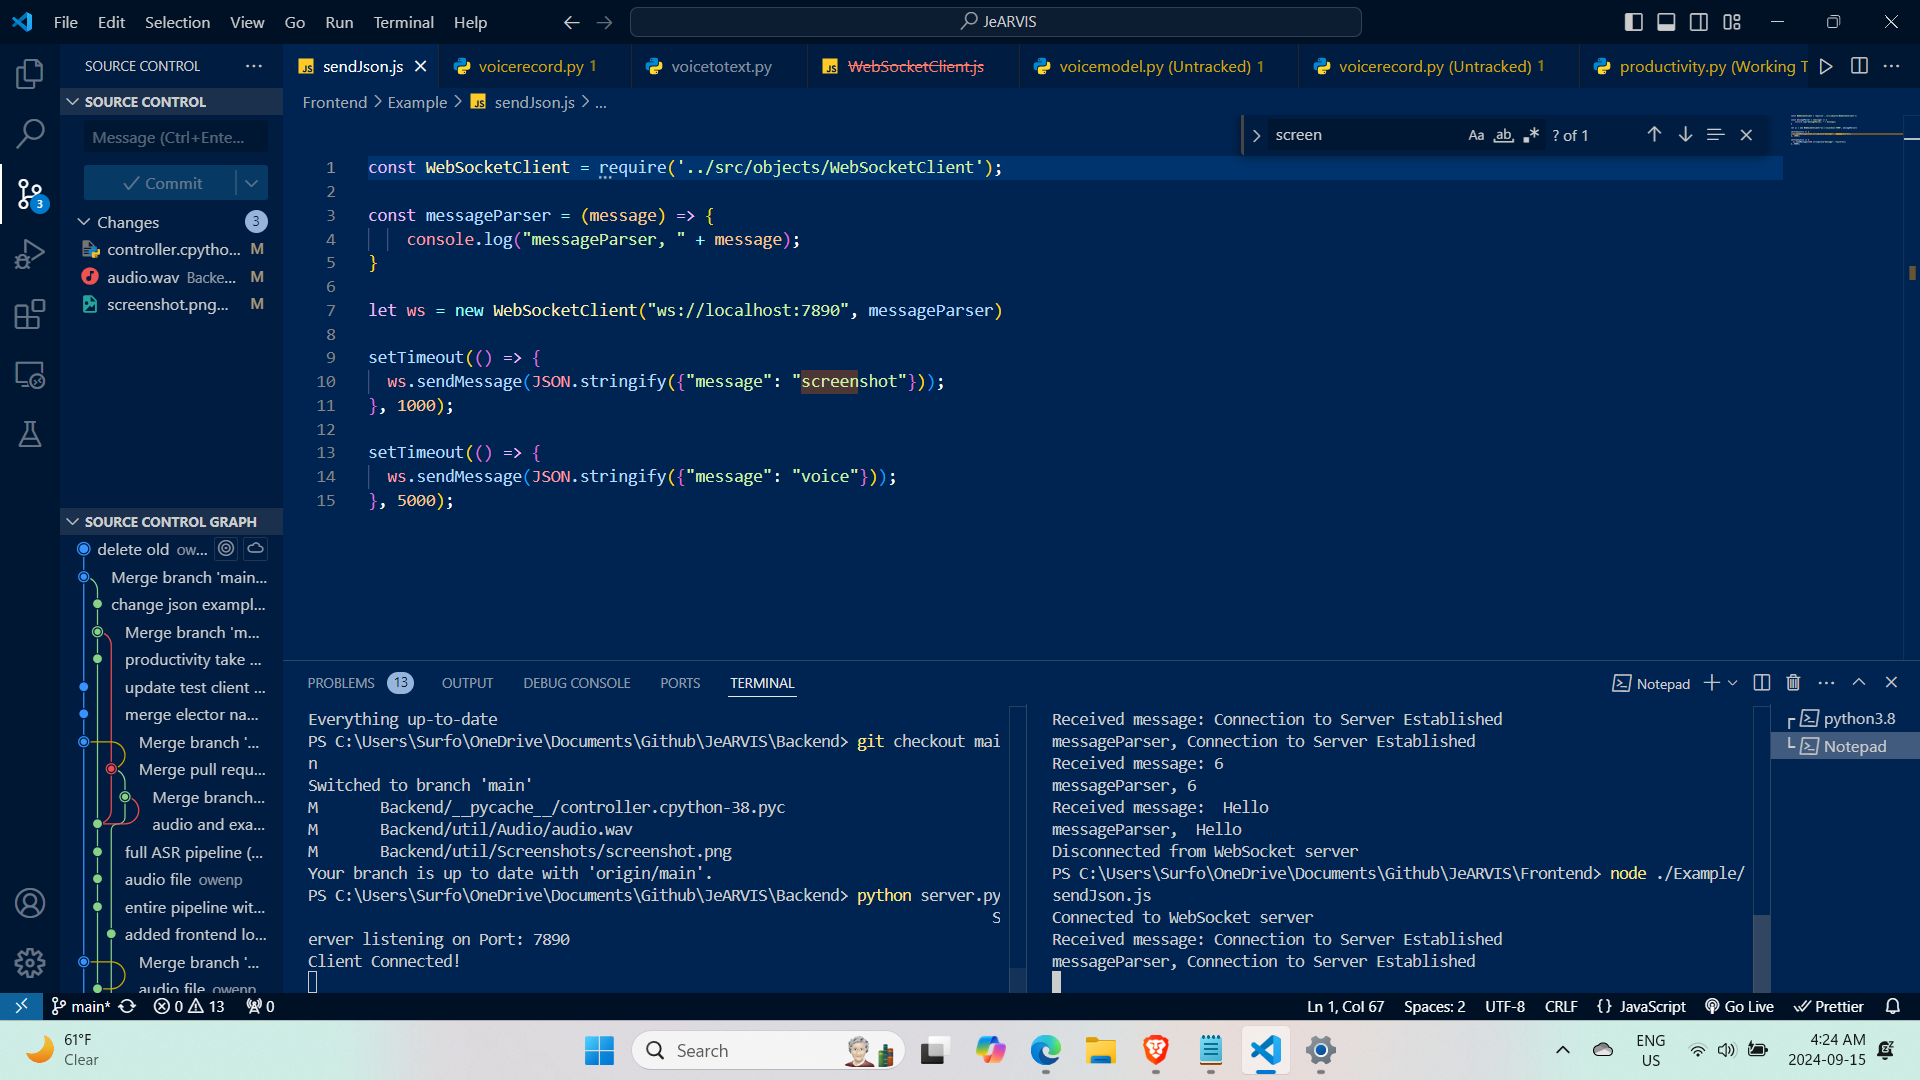 File Edit Selection View Go Run Terminal Help
JeARVIS
SOURCE CONTROL
sendJson.js
voicerecord.py 1
voicetotext.py
WebSocketClient.js
voicemodel.py (Untracked) 1
voicerecord.py (Untracked) 1
productivity.py (Working T
SOURCE CONTROL
Frontend > Example > sendJson.js > ...
Message (Ctrl+Ente...
screen
Aa ab .* ? of 1
Commit
Changes 3
controller.cpytho... M
audio.wav Backe... M
screenshot.png... M
1 const WebSocketClient = require('../src/objects/WebSocketClient');
2
3 const messageParser = (message) => {
4 console.log("messageParser, " + message);
5 }
6
7 let ws = new WebSocketClient("ws://localhost:7890", messageParser)
8
9 setTimeout(() => {
10 ws.sendMessage(JSON.stringify({"message": "screenshot"}));
11 }, 1000);
12
13 setTimeout(() => {
14 ws.sendMessage(JSON.stringify({"message": "voice"}));
15 }, 5000);
3
SOURCE CONTROL GRAPH
delete old ow...
Merge branch 'main...
change json exampl...
Merge branch 'm...
productivity take ...
update test client ...
merge elector na...
Merge branch '...
Merge pull requ...
Merge branch...
audio and exa...
full ASR pipeline (...
audio file owenp
entire pipeline wit...
added frontend lo...
Merge branch '...
audio file owenp
PROBLEMS 13 OUTPUT DEBUG CONSOLE PORTS TERMINAL
Notepad
Everything up-to-date
PS C:\Users\Surfo\OneDrive\Documents\Github\JeARVIS\Backend> git checkout mai
n
Switched to branch 'main'
M Backend/__pycache__/controller.cpython-38.pyc
M Backend/util/Audio/audio.wav
M Backend/util/Screenshots/screenshot.png
Your branch is up to date with 'origin/main'.
PS C:\Users\Surfo\OneDrive\Documents\Github\JeARVIS\Backend> python server.py
S
erver listening on Port: 7890
Client Connected!
Received message: Connection to Server Established
messageParser, Connection to Server Established
Received message: 6
messageParser, 6
Received message:  Hello
messageParser,  Hello
Disconnected from WebSocket server
PS C:\Users\Surfo\OneDrive\Documents\Github\JeARVIS\Frontend> node ./Example/
sendJson.js
Connected to WebSocket server
Received message: Connection to Server Established
messageParser, Connection to Server Established
python3.8
Notepad
main* 0 13 0
Ln 1, Col 67 Spaces: 2 UTF-8 CRLF {} JavaScript Go Live Prettier
61°F
Clear
Search
ENG
US
4:24 AM
2024-09-15